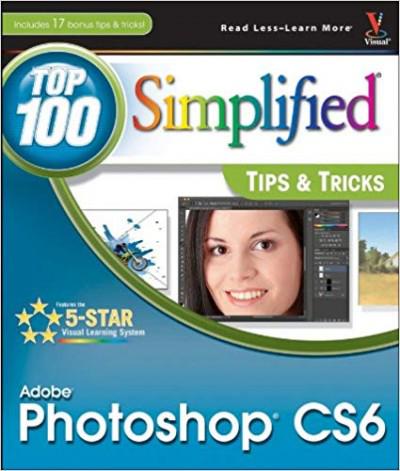 Includes 17 bonus tips & tricks!
Read Less–Learn More®
Visual®
TOP
100
Simplified®
TIPS & TRICKS
Features the
5-STAR
Visual Learning System
Adobe®
Photoshop® CS6